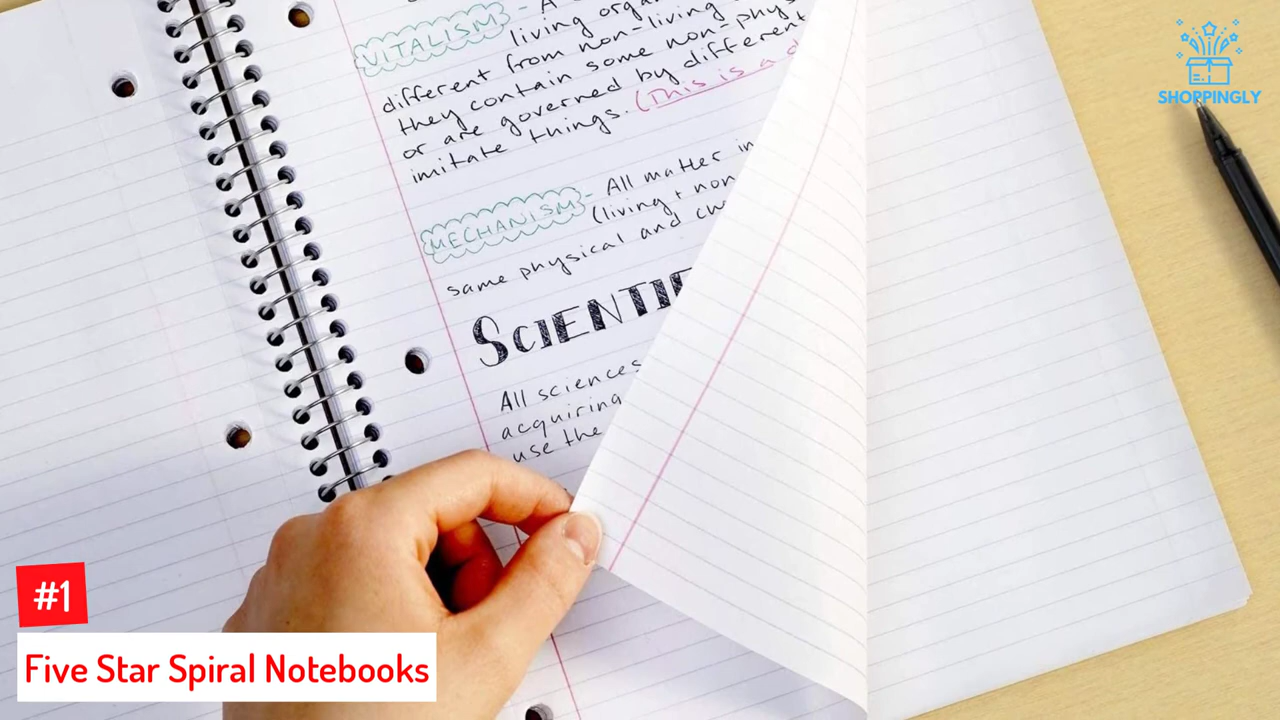 VITALISM - A
living orga
different from non-living
they contain some non-phys
or are governed by different
imitate things. (This is a d
MECHANISM - All matter in
(living + non
same physical and
SCIENTIF
All sciences
acquiring
use the
SHOPPINGLY
#1
Five Star Spiral Notebooks